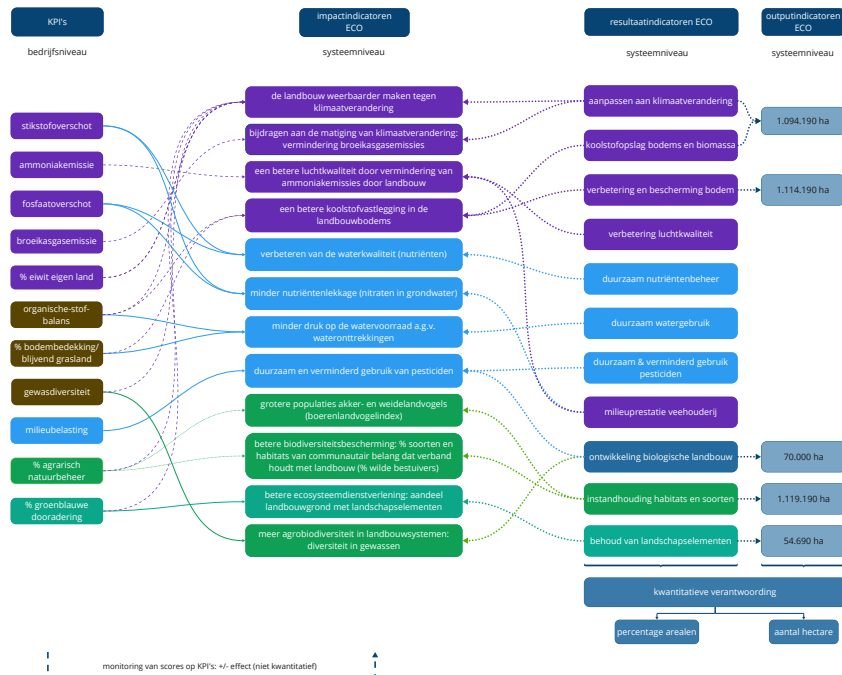 KPI's
bedrijfsniveau
stikstofoverschot
ammoniakemissie
fosfaatoverschot
broeikasgasemissie
% eiwit eigen land
organische-stof-
balans
% bodembedekking/
blijvend grasland
gewasdiversiteit
milieubelasting
% agrarisch
natuurbeheer
% groenblauwe
dooradering
impactindicatoren
ECO
systeemniveau
de landbouw weerbaarder maken tegen
klimaatverandering
bijdragen aan de matiging van klimaatverandering:
vermindering broeikasgasemissies
een betere luchtkwaliteit door vermindering van
ammoniakemissies door landbouw
een betere koolstofvastlegging in de
landbouwbodems
verbeteren van de waterkwaliteit (nutriënten)
minder nutriëntenlekkage (nitraten in grondwater)
minder druk op de watervoorraad a.g.v.
wateronttrekkingen
duurzaam en verminderd gebruik van pesticiden
grotere populaties akker- en weidelandvogels
(boerenlandvogelindex)
betere biodiversiteitsbescherming: % soorten en
habitats van communautair belang dat verband
houdt met landbouw (% wilde bestuivers)
betere ecosysteemdienstverlening: aandeel
landbouwgrond met landschapselementen
meer agrobiodiversiteit in landbouwsystemen:
diversiteit in gewassen
resultaatindicatoren ECO
systeemniveau
aanpassen aan klimaatverandering
koolstofopslag bodems en biomassa
verbetering en bescherming bodem
verbetering luchtkwaliteit
duurzaam nutriëntenbeheer
duurzaam watergebruik
duurzaam & verminderd gebruik
pesticiden
milieuprestatie veehouderij
ontwikkeling biologische landbouw
instandhouding habitats en soorten
behoud van landschapselementen
outputindicatoren
ECO
systeemniveau
1.094.190 ha
1.114.190 ha
70.000 ha
1.119.190 ha
54.690 ha
kwantitatieve verantwoording
percentage arealen
aantal hectare
monitoring van scores op KPI's: +/- effect (niet kwantitatief)